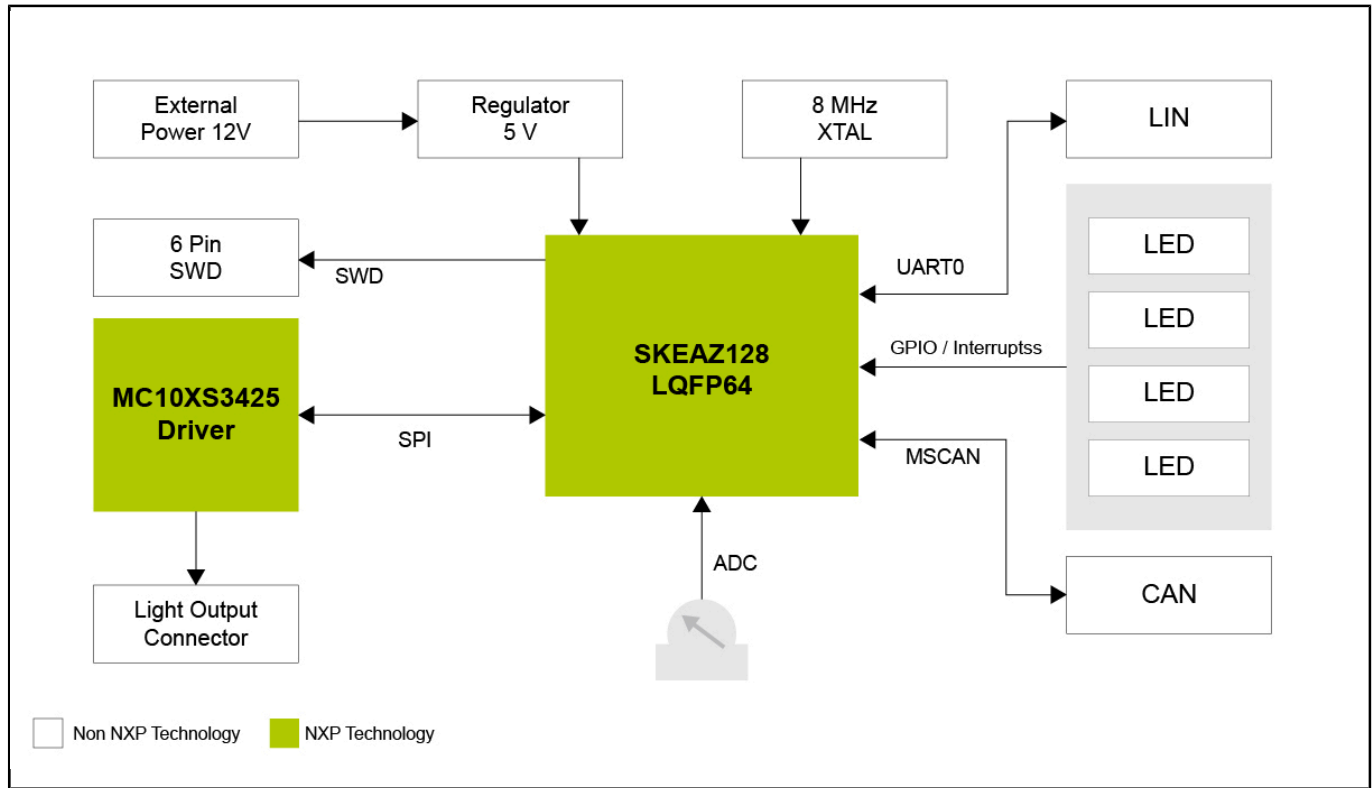 External
Power 12V
Regulator
5 V
8 MHz
XTAL
LIN
6 Pin
SWD
SWD
UART0
LED
LED
LED
LED
GPIO / Interruptss
MC10XS3425
Driver
SPI
SKEAZ128
LQFP64
MSCAN
ADC
Light Output
Connector
CAN
Non NXP Technology
NXP Technology